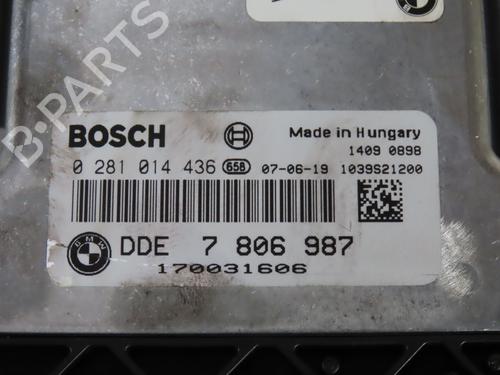 B-PARTS
BOSCH
Made in Hungary
1409 0898
0 281 014 436 658 07-06-19 1039S21200
BMW DDE 7 806 987
170031606